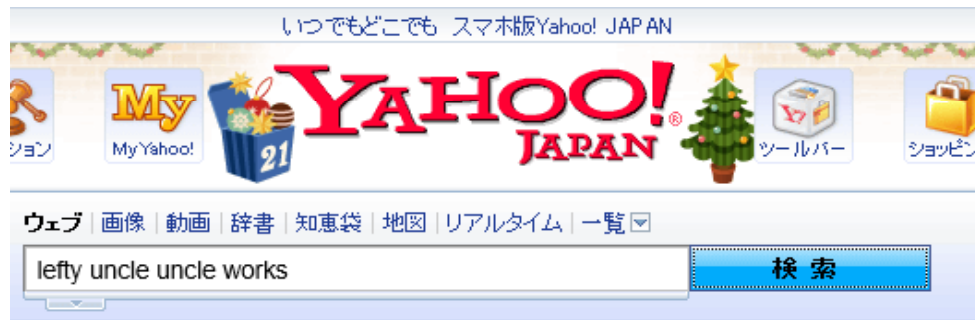 いつでもどこでも スマホ版Yahoo! JAPAN
ション
My
My Yahoo!
21
YAHOO!
®
JAPAN
Y!
ツールバー
ショッピン
ウェブ | 画像 | 動画 | 辞書 | 知恵袋 | 地図 | リアルタイム | 一覧
lefty uncle uncle works
検索